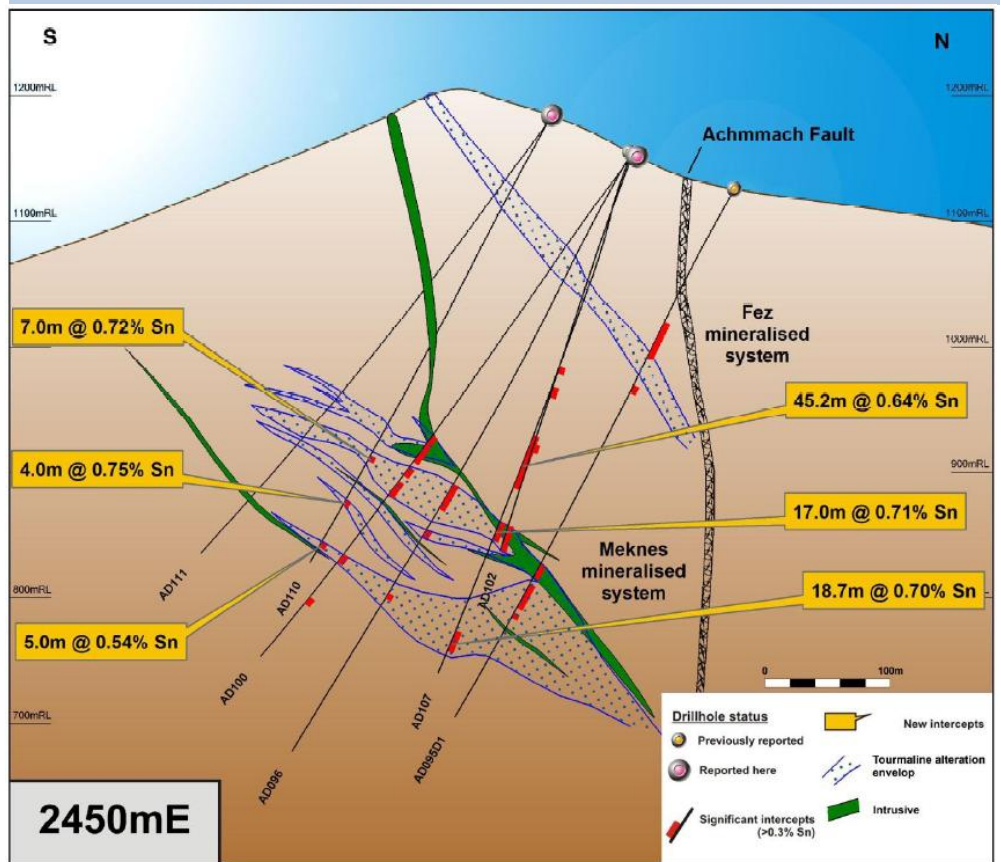 S
N
1200mRL
1200mRL
Achmmach Fault
1100mRL
1100mRL
Fez
mineralised
system
7.0m @ 0.72% Sn
1000mRL
45.2m @ 0.64% Sn
4.0m @ 0.75% Sn
900mRL
17.0m @ 0.71% Sn
Meknes
mineralised
system
AD111
AD110
AD102
800mRL
18.7m @ 0.70% Sn
5.0m @ 0.54% Sn
AD100
AD107
AD096
AD095D1
700mRL
0
100m
Drillhole status
Previously reported
Reported here
Significant intercepts
(>0.3% Sn)
New intercepts
Tourmaline alteration
envelop
Intrusive
2450mE